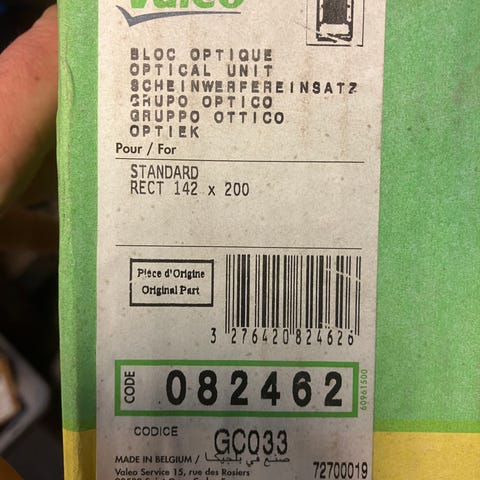 Valeo
BLOC OPTIQUE
OPTICAL UNIT
SCHEINWERFEREINSATZ
GRUPO OPTICO
GRUPPO OTTICO
OPTIEK
Pour / For
STANDARD
RECT 142 x 200
Pièce d'Origine
Original Part
3 276420 824626
CODE 082462 60961500
CODICE GC033
MADE IN BELGIUM / صنع في بلجيكا
Valeo Service 15, rue des Rosiers 72700019